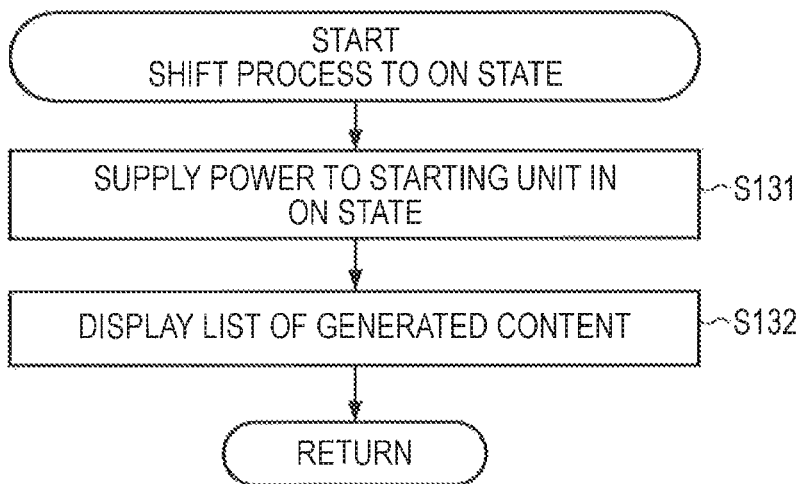 START
SHIFT PROCESS TO ON STATE
SUPPLY POWER TO STARTING UNIT IN
ON STATE
S131
DISPLAY LIST OF GENERATED CONTENT
S132
RETURN